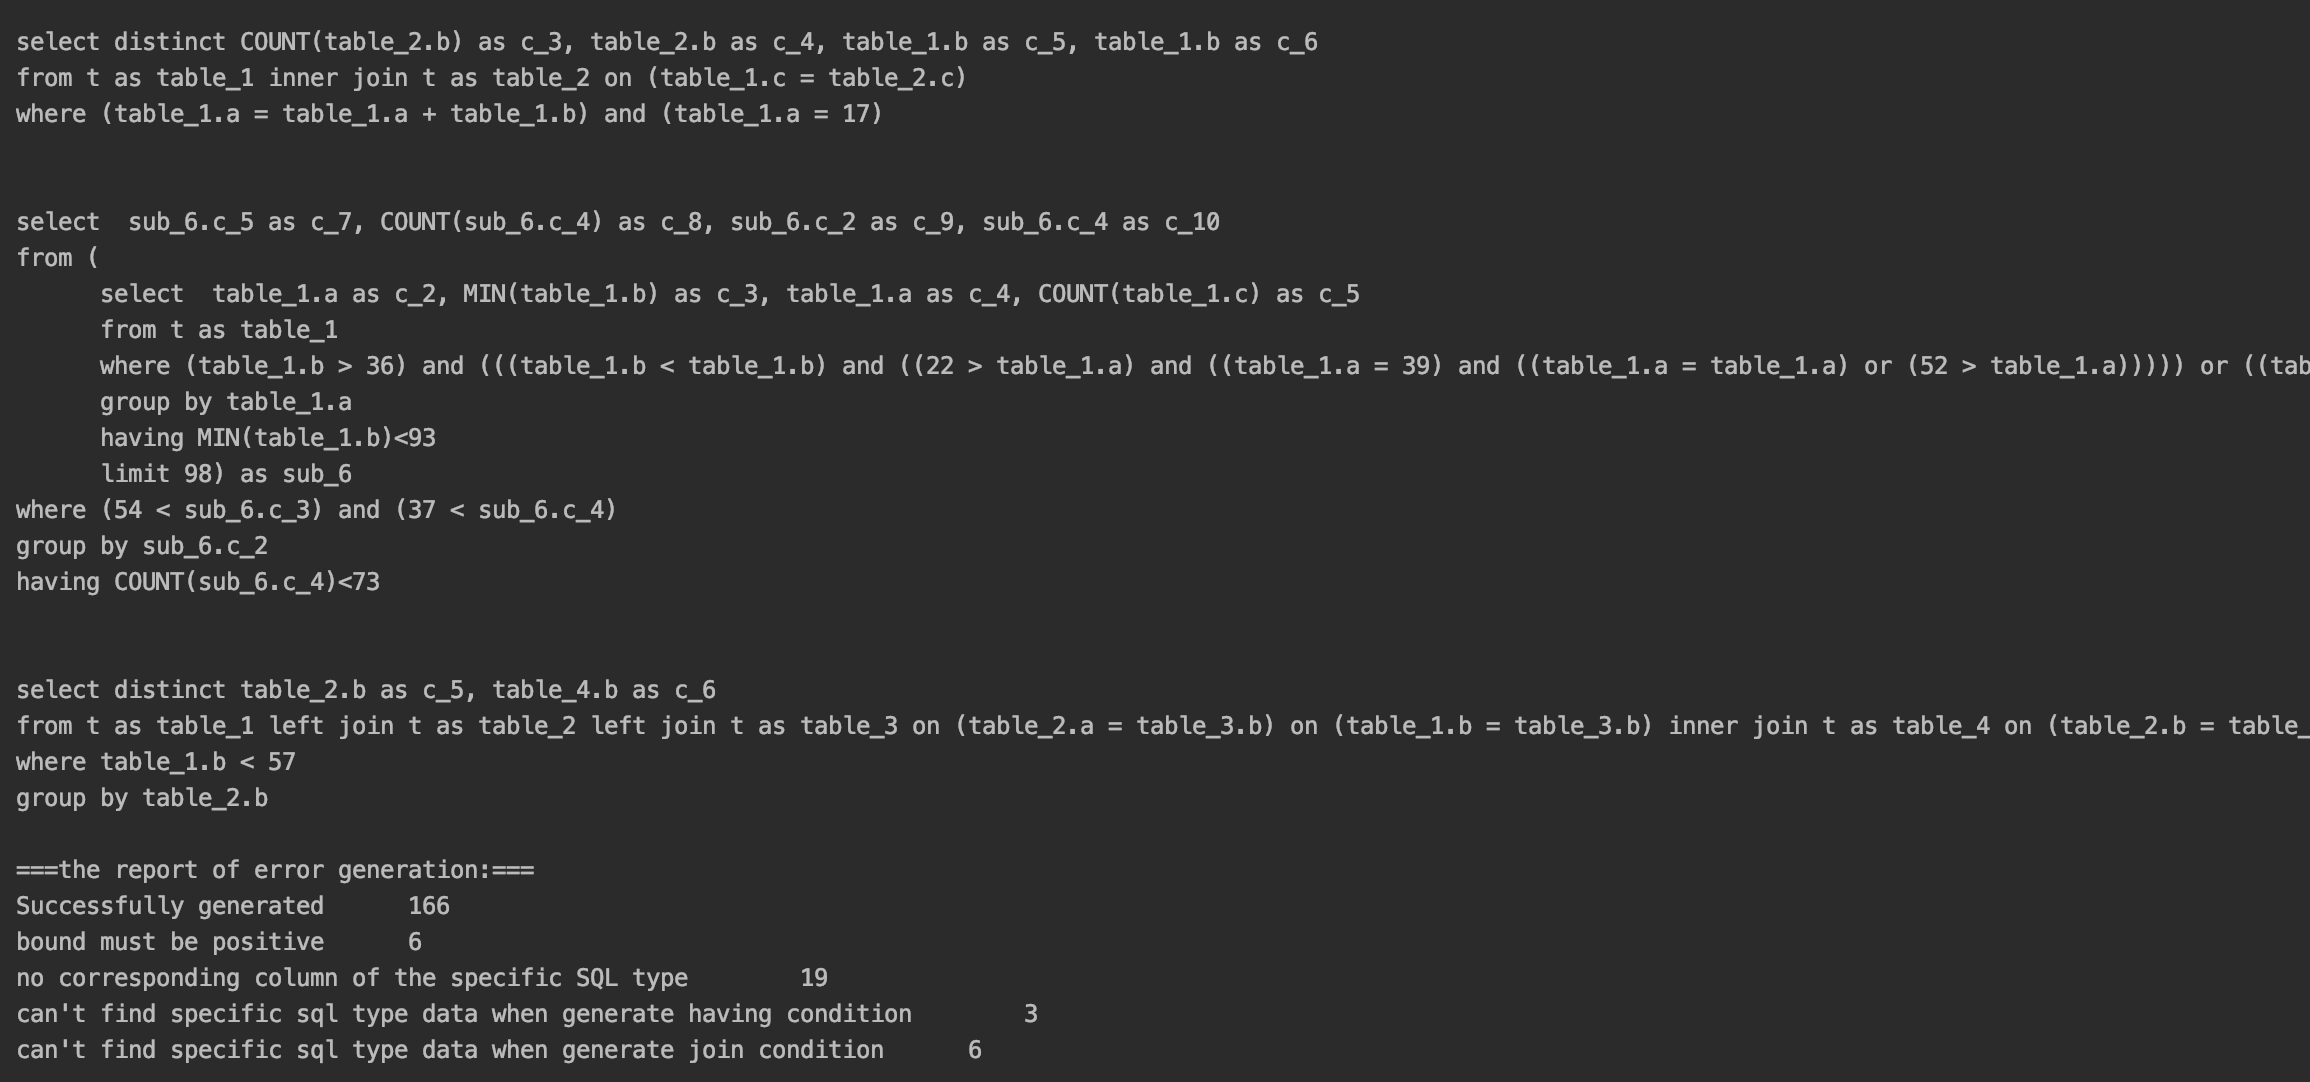 select distinct COUNT(table_2.b) as c_3, table_2.b as c_4, table_1.b as c_5, table_1.b as c_6
from t as table_1 inner join t as table_2 on (table_1.c = table_2.c)
where (table_1.a = table_1.a + table_1.b) and (table_1.a = 17)
select  sub_6.c_5 as c_7, COUNT(sub_6.c_4) as c_8, sub_6.c_2 as c_9, sub_6.c_4 as c_10
from (
      select  table_1.a as c_2, MIN(table_1.b) as c_3, table_1.a as c_4, COUNT(table_1.c) as c_5
      from t as table_1
      where (table_1.b > 36) and (((table_1.b < table_1.b) and ((22 > table_1.a) and ((table_1.a = 39) and ((table_1.a = table_1.a) or (52 > table_1.a))))) or ((tab
      group by table_1.a
      having MIN(table_1.b)<93
      limit 98) as sub_6
where (54 < sub_6.c_3) and (37 < sub_6.c_4)
group by sub_6.c_2
having COUNT(sub_6.c_4)<73
select distinct table_2.b as c_5, table_4.b as c_6
from t as table_1 left join t as table_2 left join t as table_3 on (table_2.a = table_3.b) on (table_1.b = table_3.b) inner join t as table_4 on (table_2.b = table_
where table_1.b < 57
group by table_2.b
===the report of error generation:===
Successfully generated      166
bound must be positive      6
no corresponding column of the specific SQL type        19
can't find specific sql type data when generate having condition        3
can't find specific sql type data when generate join condition      6